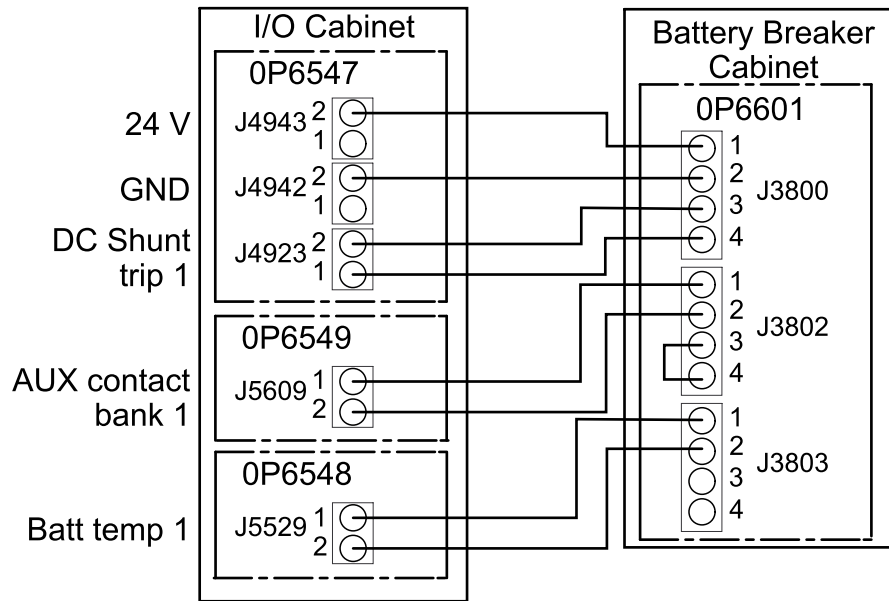 I/O Cabinet
0P6547
24 V
J4943
2
1
GND
J4942
2
1
DC Shunt
trip 1
J4923
2
1
0P6549
AUX contact
bank 1
J5609
1
2
0P6548
Batt temp 1
J5529
1
2
Battery Breaker
Cabinet
0P6601
1
2
3
4
J3800
1
2
3
4
J3802
1
2
3
4
J3803